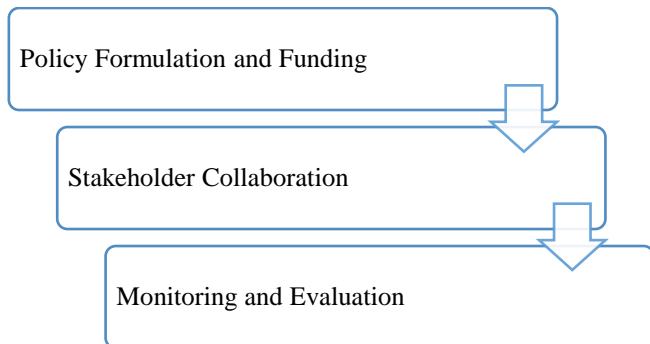 Policy Formulation and Funding
Stakeholder Collaboration
Monitoring and Evaluation